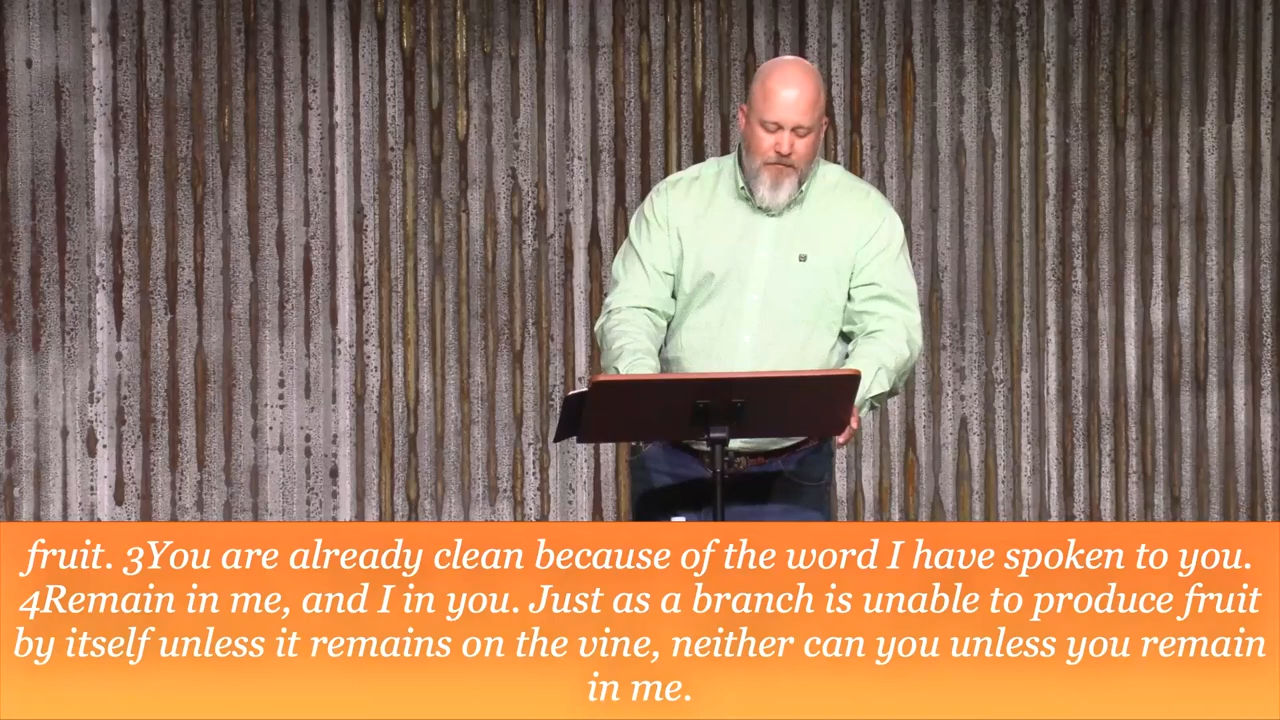 fruit. 3You are already clean because of the word I have spoken to you.
4Remain in me, and I in you. Just as a branch is unable to produce fruit
by itself unless it remains on the vine, neither can you unless you remain
in me.